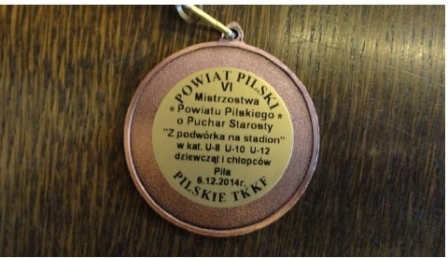 POWIAT PILSKI
VI
Mistrzostwa
* Powiatu Pilskiego *
o Puchar Starosty
"Z podwórka na stadion"
w kat. U-8 U-10 U-12
dziewcząt i chłopców
Piła
6.12.2014r.
PILSKIE TKKF